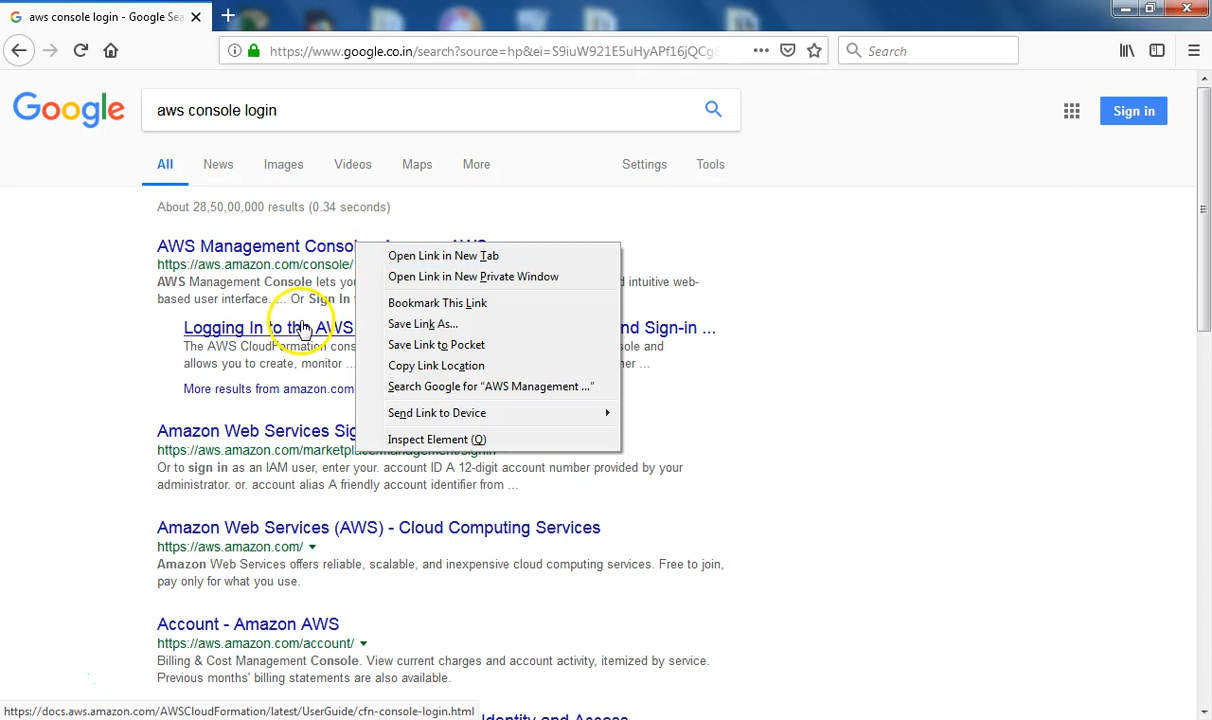 aws console login - Google Sea
https://www.google.co.in/search?source=hp&ei=S9iuW921E5uHyAPf16jQCg
Search
Google
aws console login
Sign in
All News Images Videos Maps More Settings Tools
About 28,50,00,000 results (0.34 seconds)
AWS Management Conso
https://aws.amazon.com/console/
AWS Management Console lets you and intuitive web-
based user interface. ... Or Sign In
Logging In to the AWS nd Sign-in ...
The AWS CloudFormation cons
allows you to create, monitor ...
More results from amazon.com
Open Link in New Tab
Open Link in New Private Window
Bookmark This Link
Save Link As...
Save Link to Pocket
Copy Link Location
Search Google for “AWS Management ...”
Send Link to Device
Inspect Element (Q)
Amazon Web Services Sig
https://aws.amazon.com/marketplace/management/signin
Or to sign in as an IAM user, enter your. account ID A 12-digit account number provided by your
administrator. or. account alias A friendly account identifier from ...
Amazon Web Services (AWS) - Cloud Computing Services
https://aws.amazon.com/
Amazon Web Services offers reliable, scalable, and inexpensive cloud computing services. Free to join,
pay only for what you use.
Account - Amazon AWS
https://aws.amazon.com/account/
Billing & Cost Management Console. View current charges and account activity, itemized by service.
Previous months' billing statements are also available.
https://docs.aws.amazon.com/AWSCloudFormation/latest/UserGuide/cfn-console-login.html
Identity and Access